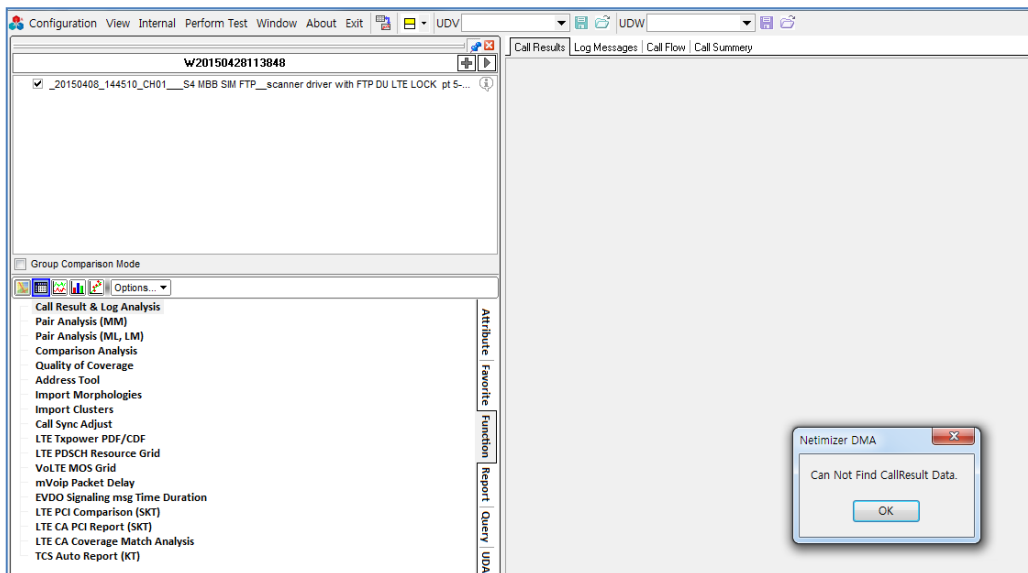 Configuration View Internal Perform Test Window About Exit UDV UDW
W20150428113848
_20150408_144510_CH01___S4 MBB SIM FTP__scanner driver with FTP DU LTE LOCK pt 5-...
Group Comparison Mode
Options...
Call Result & Log Analysis
Pair Analysis (MM)
Pair Analysis (ML, LM)
Comparison Analysis
Quality of Coverage
Address Tool
Import Morphologies
Import Clusters
Call Sync Adjust
LTE Txpower PDF/CDF
LTE PDSCH Resource Grid
VoLTE MOS Grid
mVoip Packet Delay
EVDO Signaling msg Time Duration
LTE PCI Comparison (SKT)
LTE CA PCI Report (SKT)
LTE CA Coverage Match Analysis
TCS Auto Report (KT)
Attribute
Favorite
Function
Report
Query
UDA
Call Results Log Messages Call Flow Call Summery
Netimizer DMA
Can Not Find CallResult Data.
OK